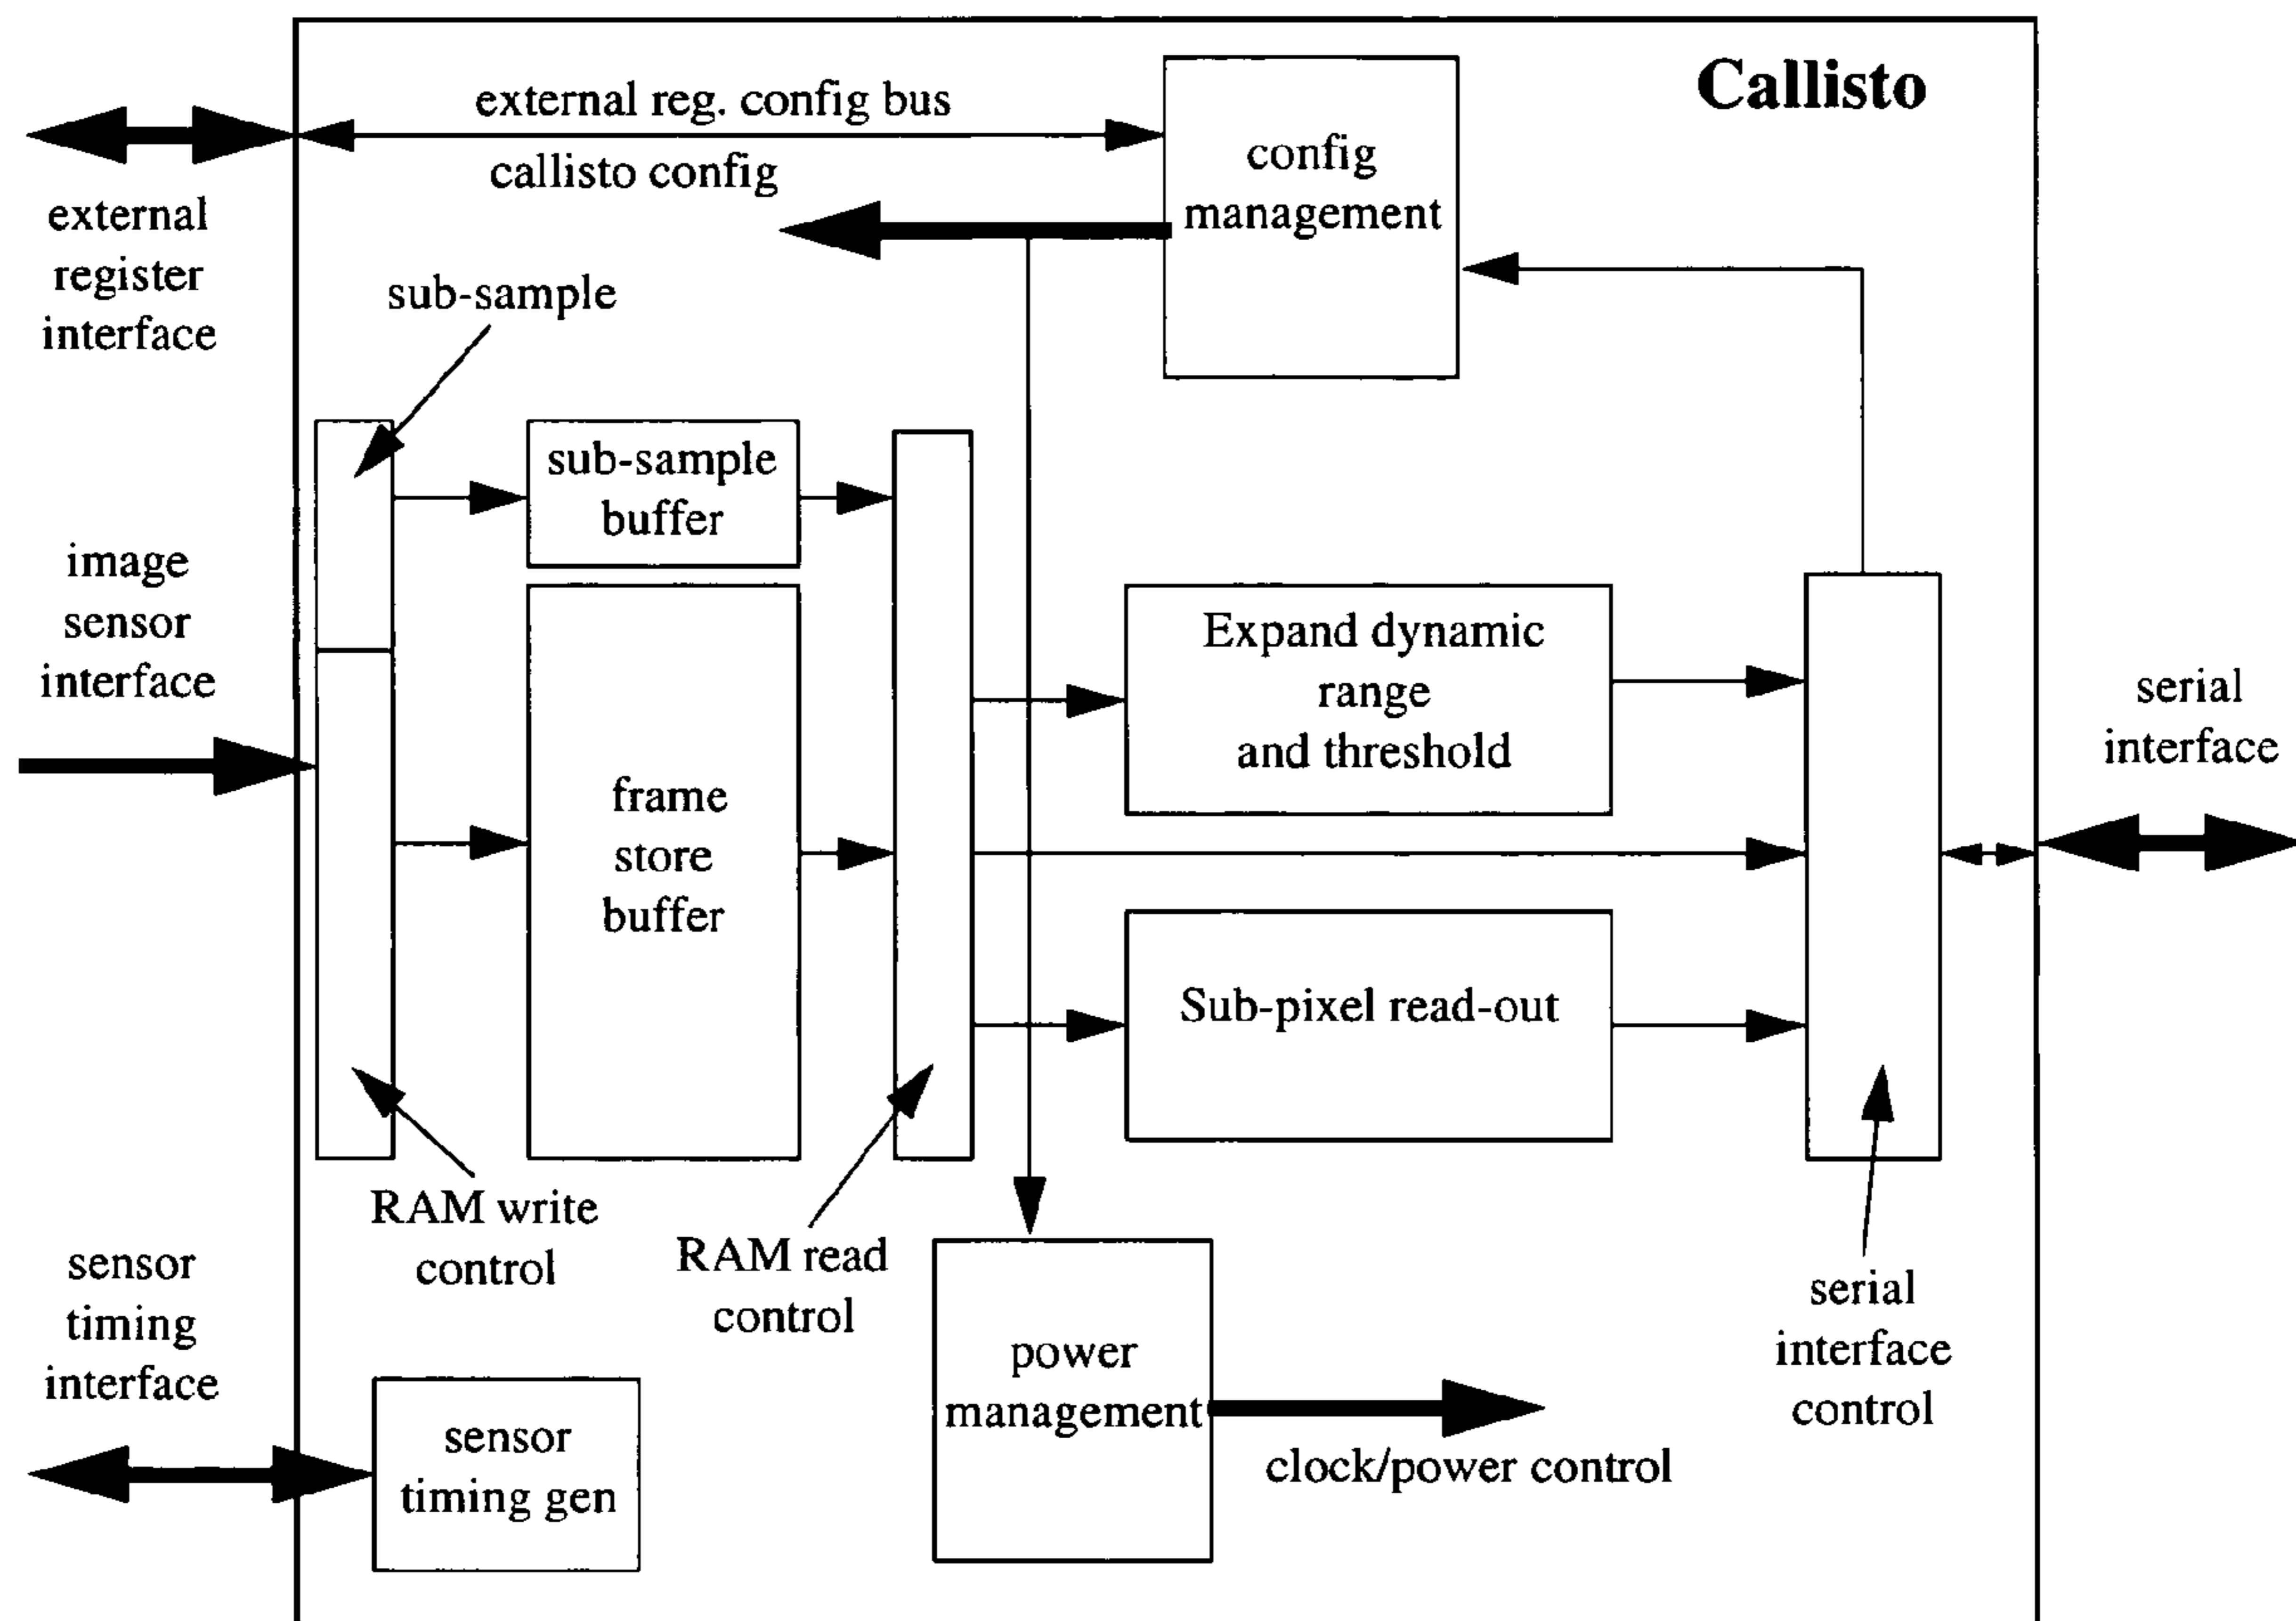 Callisto
external reg. config bus
callisto config
config
management
external
register
interface
sub-sample
sub-sample
buffer
image
sensor
interface
Expand dynamic
range
and threshold
serial
interface
frame
store
buffer
Sub-pixel read-out
RAM write
control
RAM read
control
sensor
timing
interface
serial
interface
control
power
management
clock/power control
sensor
timing gen